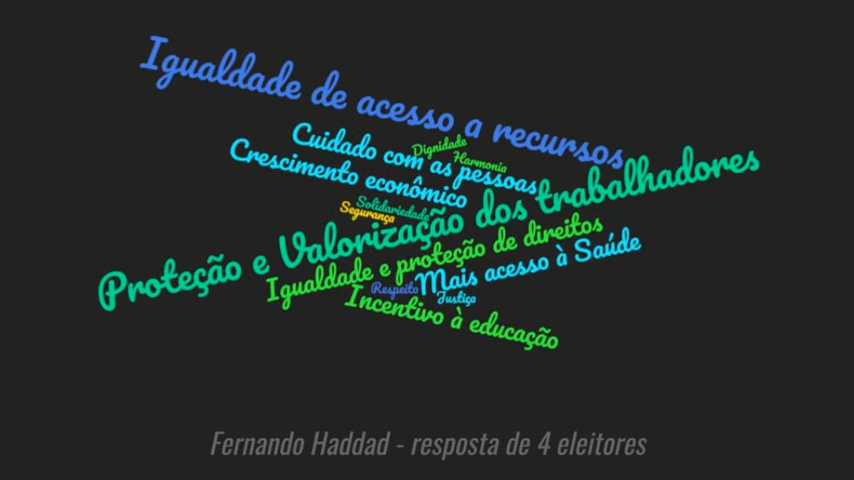 Igualdade de acesso a recursos
Cuidado com as pessoas
Dignidade
Harmonia
Crescimento econômico
Solidariedade
Segurança
Proteção e Valorização dos trabalhadores
Igualdade e proteção de direitos
Mais acesso à Saúde
Respeito
Justiça
Incentivo à educação
Fernando Haddad - resposta de 4 eleitores